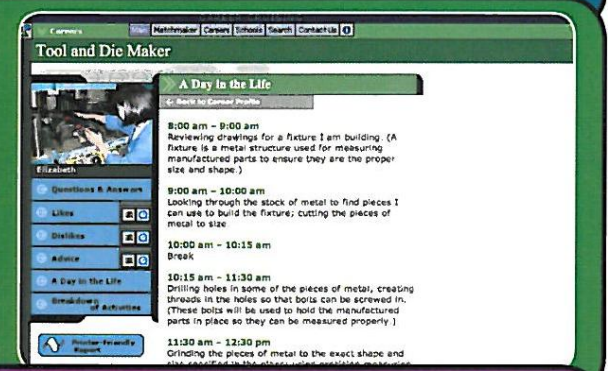 Careers
Main Matchmaker Careers Schools Search Contact Us
Tool and Die Maker
A Day in the Life
Back to Career Profile
8:00 am – 9:00 am
Reviewing drawings for a fixture I am building. (A
fixture is a metal structure used for measuring
manufactured parts to ensure they are the proper
size and shape.)
Elizabeth
Questions & Answers
Likes
Dislikes
Advice
A Day in the Life
Breakdown
of Activities
Printer-Friendly
Report
9:00 am – 10:00 am
Looking through the stock of metal to find pieces I
can use to build the fixture; cutting the pieces of
metal to size
10:00 am – 10:15 am
Break
10:15 am – 11:30 am
Drilling holes in some of the pieces of metal, creating
threads in the holes so that bolts can be screwed in.
(These bolts will be used to hold the manufactured
parts in place so they can be measured properly.)
11:30 am – 12:30 pm
Grinding the pieces of metal to the exact shape and